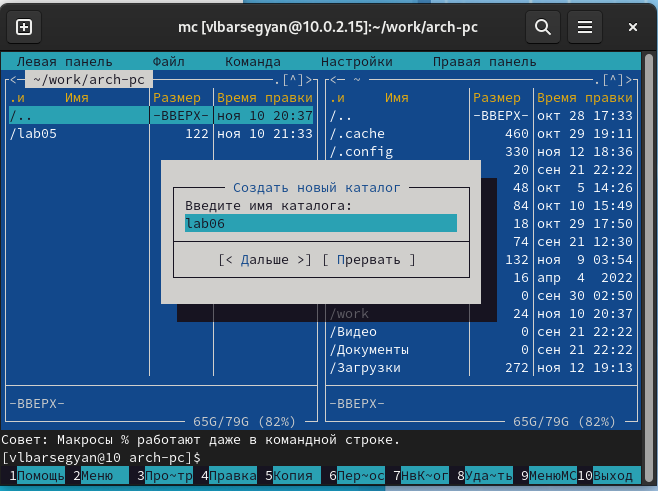 mc [vlbarsegyan@10.0.2.15]:~/work/arch-pc
Левая панель Файл Команда Настройки Правая панель
<─ ~/work/arch-pc .[^]> <─ ~ .[^]>
.и Имя Размер Время правки .и Имя Размер Время правки
/.. -ВВЕРХ- ноя 10 20:37 /.. -ВВЕРХ- окт 28 17:33
/lab05 122 ноя 10 21:33 /.cache 460 окт 29 19:11
/.config 330 ноя 12 18:36
20 сен 21 22:22
Создать новый каталог 48 окт 5 14:26
Введите имя каталога: 84 окт 10 15:49
lab06 18 окт 29 17:50
74 сен 21 12:30
[< Дальше >] [ Прервать ] 132 ноя 9 03:54
16 апр 4 2022
0 сен 30 02:50
/work 24 ноя 10 20:37
/Видео 0 сен 21 22:22
/Документы 0 сен 21 22:22
/Загрузки 272 ноя 12 19:13
-ВВЕРХ- -ВВЕРХ-
65G/79G (82%) 65G/79G (82%)
Совет: Макросы % работают даже в командной строке.
[vlbarsegyan@10 arch-pc]$
1Помощь 2Меню 3Про~тр 4Правка 5Копия 6Пер~ос 7НвК~ог 8Уда~ть 9МенюMC 10Выход